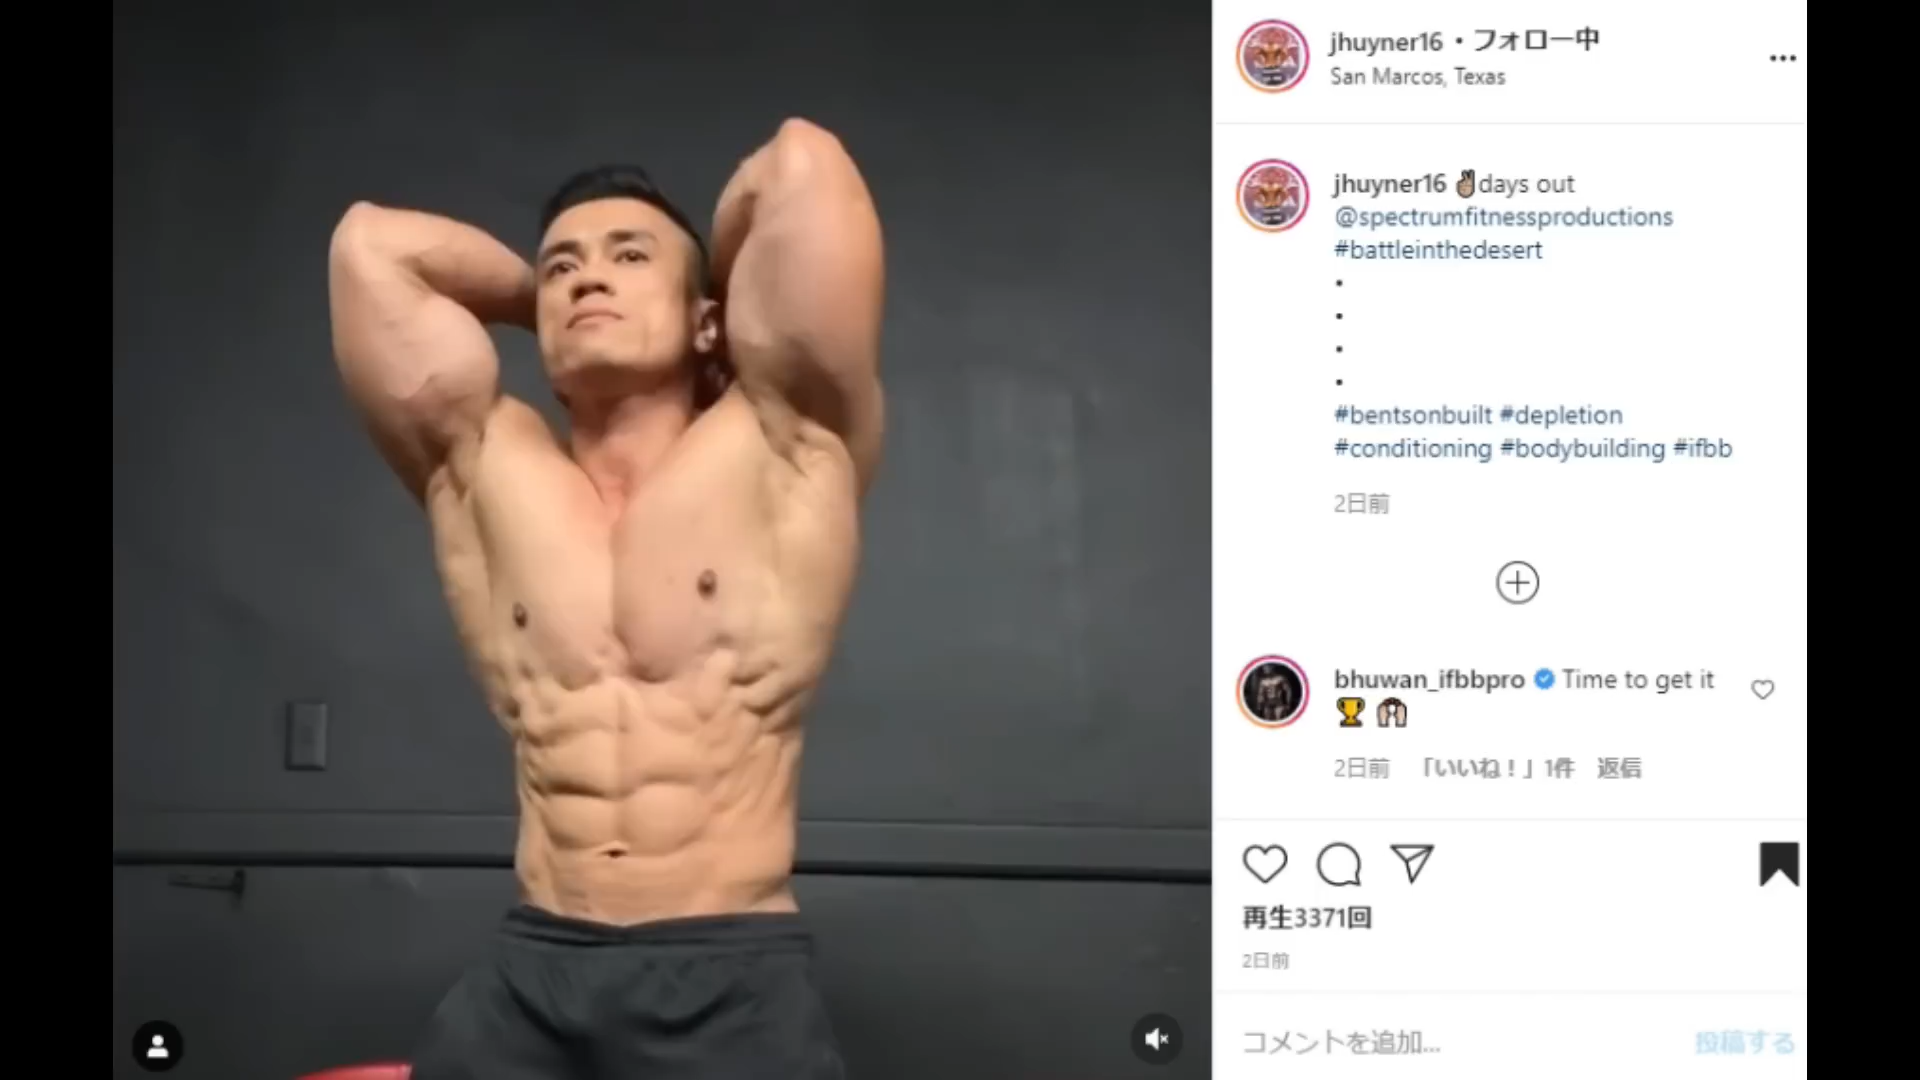 jhuyner16・フォロー中
San Marcos, Texas
jhuyner16 ✌🏽days out
@spectrumfitnessproductions
#battleinthedesert
•
•
•
•
#bentsonbuilt #depletion
#conditioning #bodybuilding #ifbb
2日前
bhuwan_ifbbpro Time to get it
🏆 🙌🏼
2日前 「いいね！」1件 返信
再生3371回
2日前
コメントを追加...
投稿する